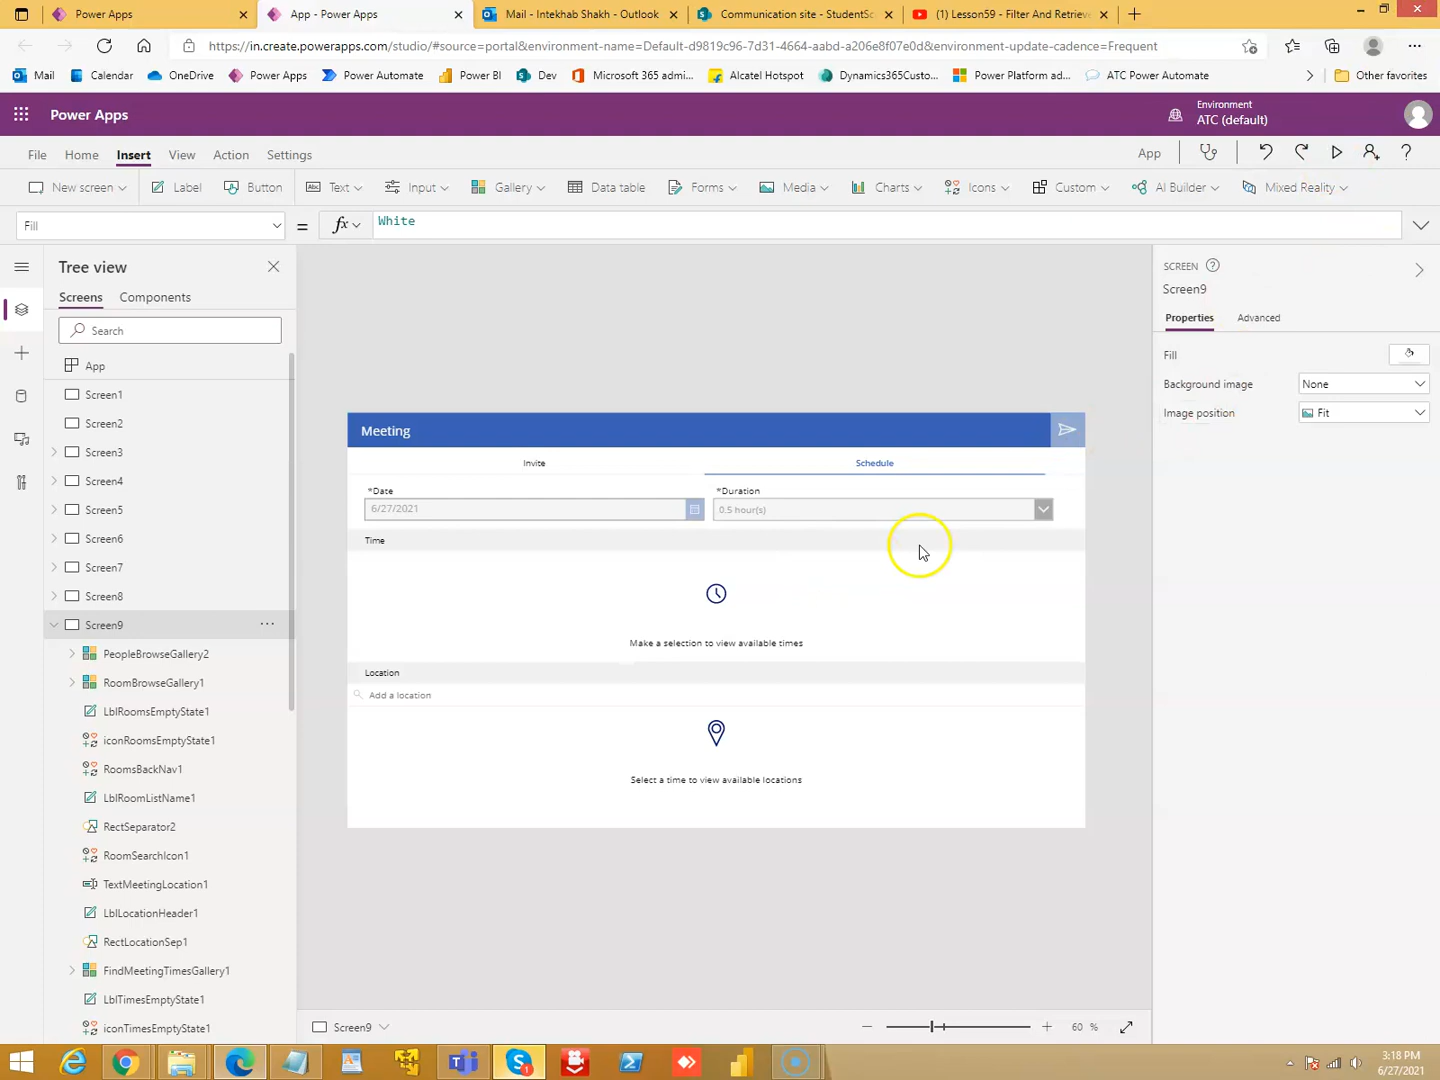 Power Apps
App - Power Apps
Mail - Intekhab Shakh - Outlook
Communication site - StudentSc
(1) Lesson59 - Filter And Retrieve
https://in.create.powerapps.com/studio/#source=portal&environment-name=Default-d9819c96-7d31-4664-aabd-a206e8f07e0d&environment-update-cadence=Frequent
Mail
Calendar
OneDrive
Power Apps
Power Automate
Power BI
Dev
Microsoft 365 admi...
Alcatel Hotspot
Dynamics365Custo...
Power Platform ad...
ATC Power Automate
Other favorites
Power Apps
Environment
ATC (default)
File
Home
Insert
View
Action
Settings
App
New screen
Label
Button
Text
Input
Gallery
Data table
Forms
Media
Charts
Icons
Custom
AI Builder
Mixed Reality
Fill
=
fx
White
Tree view
Screens
Components
Search
App
Screen1
Screen2
Screen3
Screen4
Screen5
Screen6
Screen7
Screen8
Screen9
PeopleBrowseGallery2
RoomBrowseGallery1
LblRoomsEmptyState1
iconRoomsEmptyState1
RoomsBackNav1
LblRoomListName1
RectSeparator2
RoomSearchIcon1
TextMeetingLocation1
LblLocationHeader1
RectLocationSep1
FindMeetingTimesGallery1
LblTimesEmptyState1
iconTimesEmptyState1
Meeting
Invite
Schedule
*Date
*Duration
6/27/2021
0.5 hour(s)
Time
Make a selection to view available times
Location
Add a location
Select a time to view available locations
SCREEN
Screen9
Properties
Advanced
Fill
Background image
None
Image position
Fit
Screen9
60 %
3:18 PM
6/27/2021